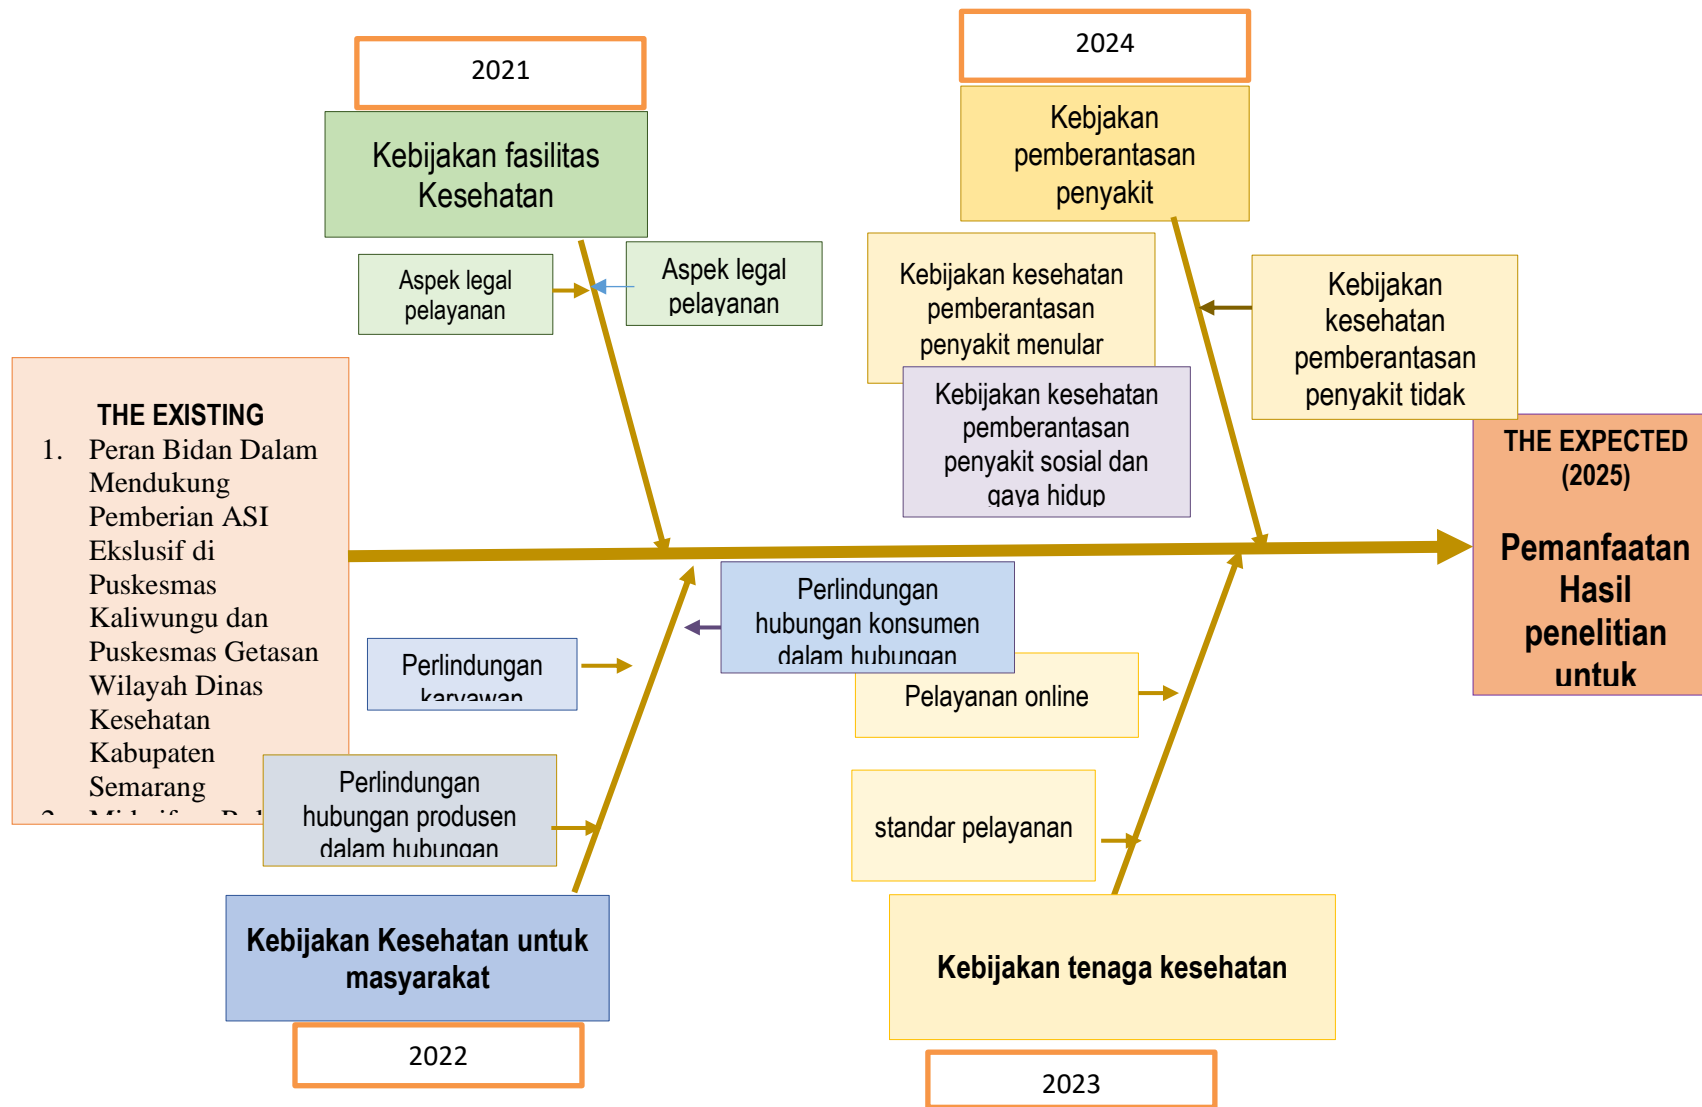 2021
Kebijakan fasilitas
Kesehatan
Aspek legal
pelayanan
Aspek legal
pelayanan
2024
Kebjakan
pemberantasan
penyakit
Kebijakan kesehatan
pemberantasan
penyakit menular
Kebijakan kesehatan
pemberantasan
penyakit sosial dan
gaya hidup
Kebijakan
kesehatan
pemberantasan
penyakit tidak
THE EXISTING
1. Peran Bidan Dalam
Mendukung
Pemberian ASI
Ekslusif di
Puskesmas
Kaliwungu dan
Puskesmas Getasan
Wilayah Dinas
Kesehatan
Kabupaten
Semarang
THE EXPECTED
(2025)
Pemanfaatan
Hasil
penelitian
untuk
Perlindungan
karyawan
Perlindungan
hubungan konsumen
dalam hubungan
Perlindungan
hubungan produsen
dalam hubungan
Pelayanan online
standar pelayanan
Kebijakan Kesehatan untuk
masyarakat
2022
Kebijakan tenaga kesehatan
2023